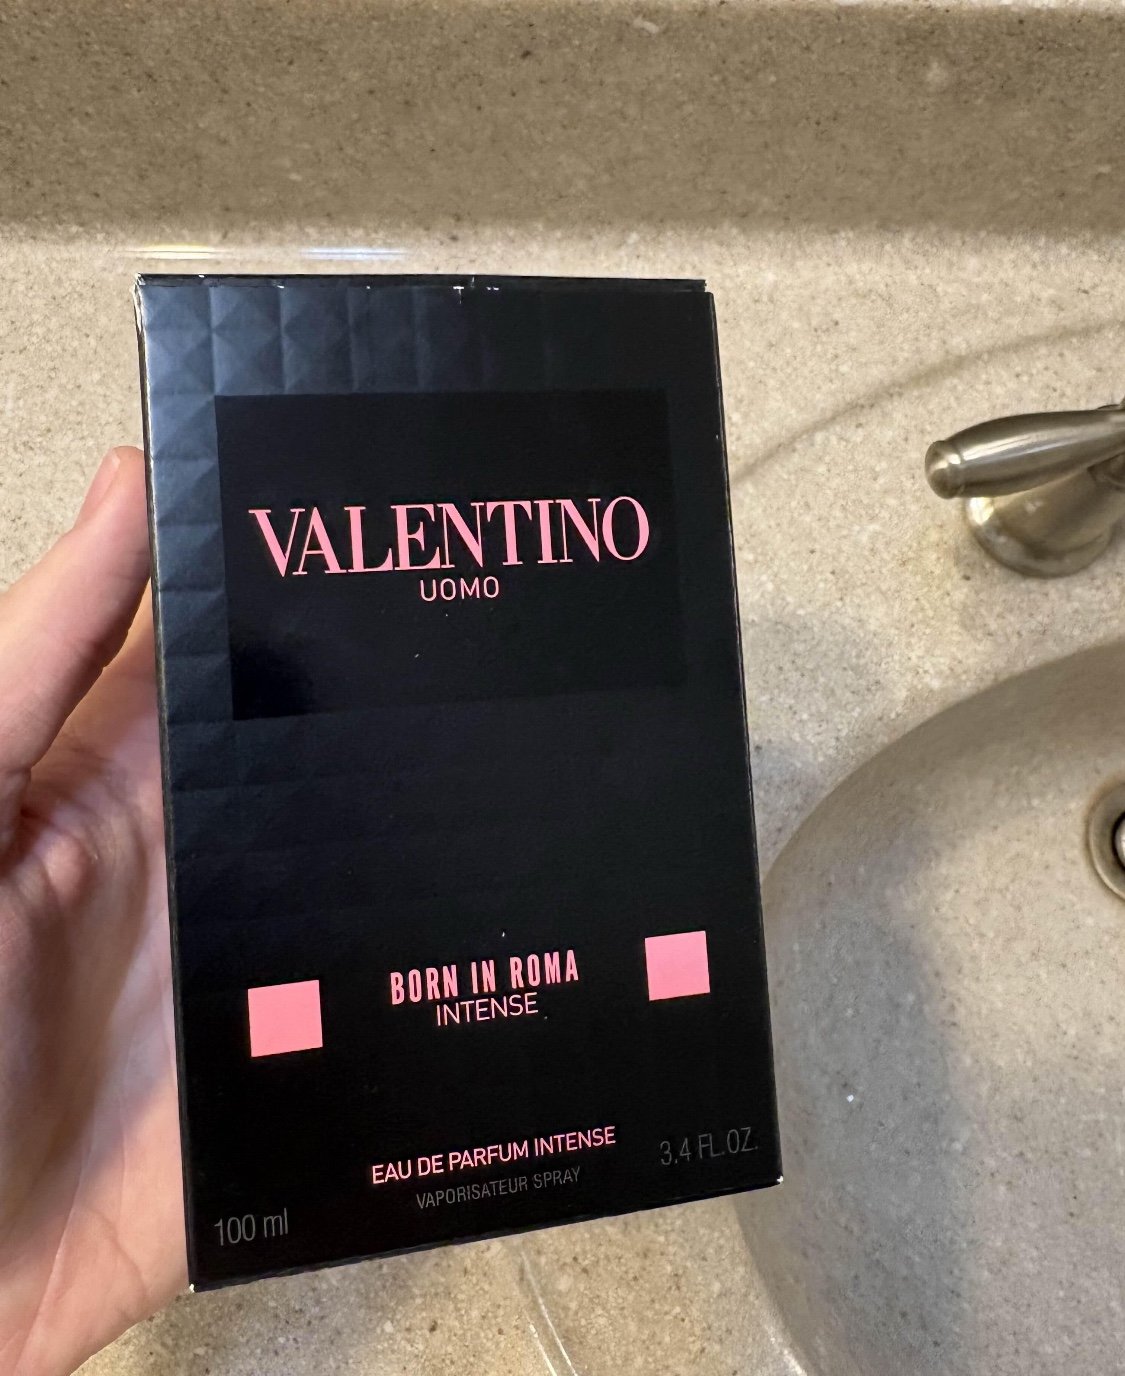 VALENTINO
UOMO
BORN IN ROMA
INTENSE
EAU DE PARFUM INTENSE
VAPORISATEUR SPRAY
3.4 FL.OZ.
100 ml